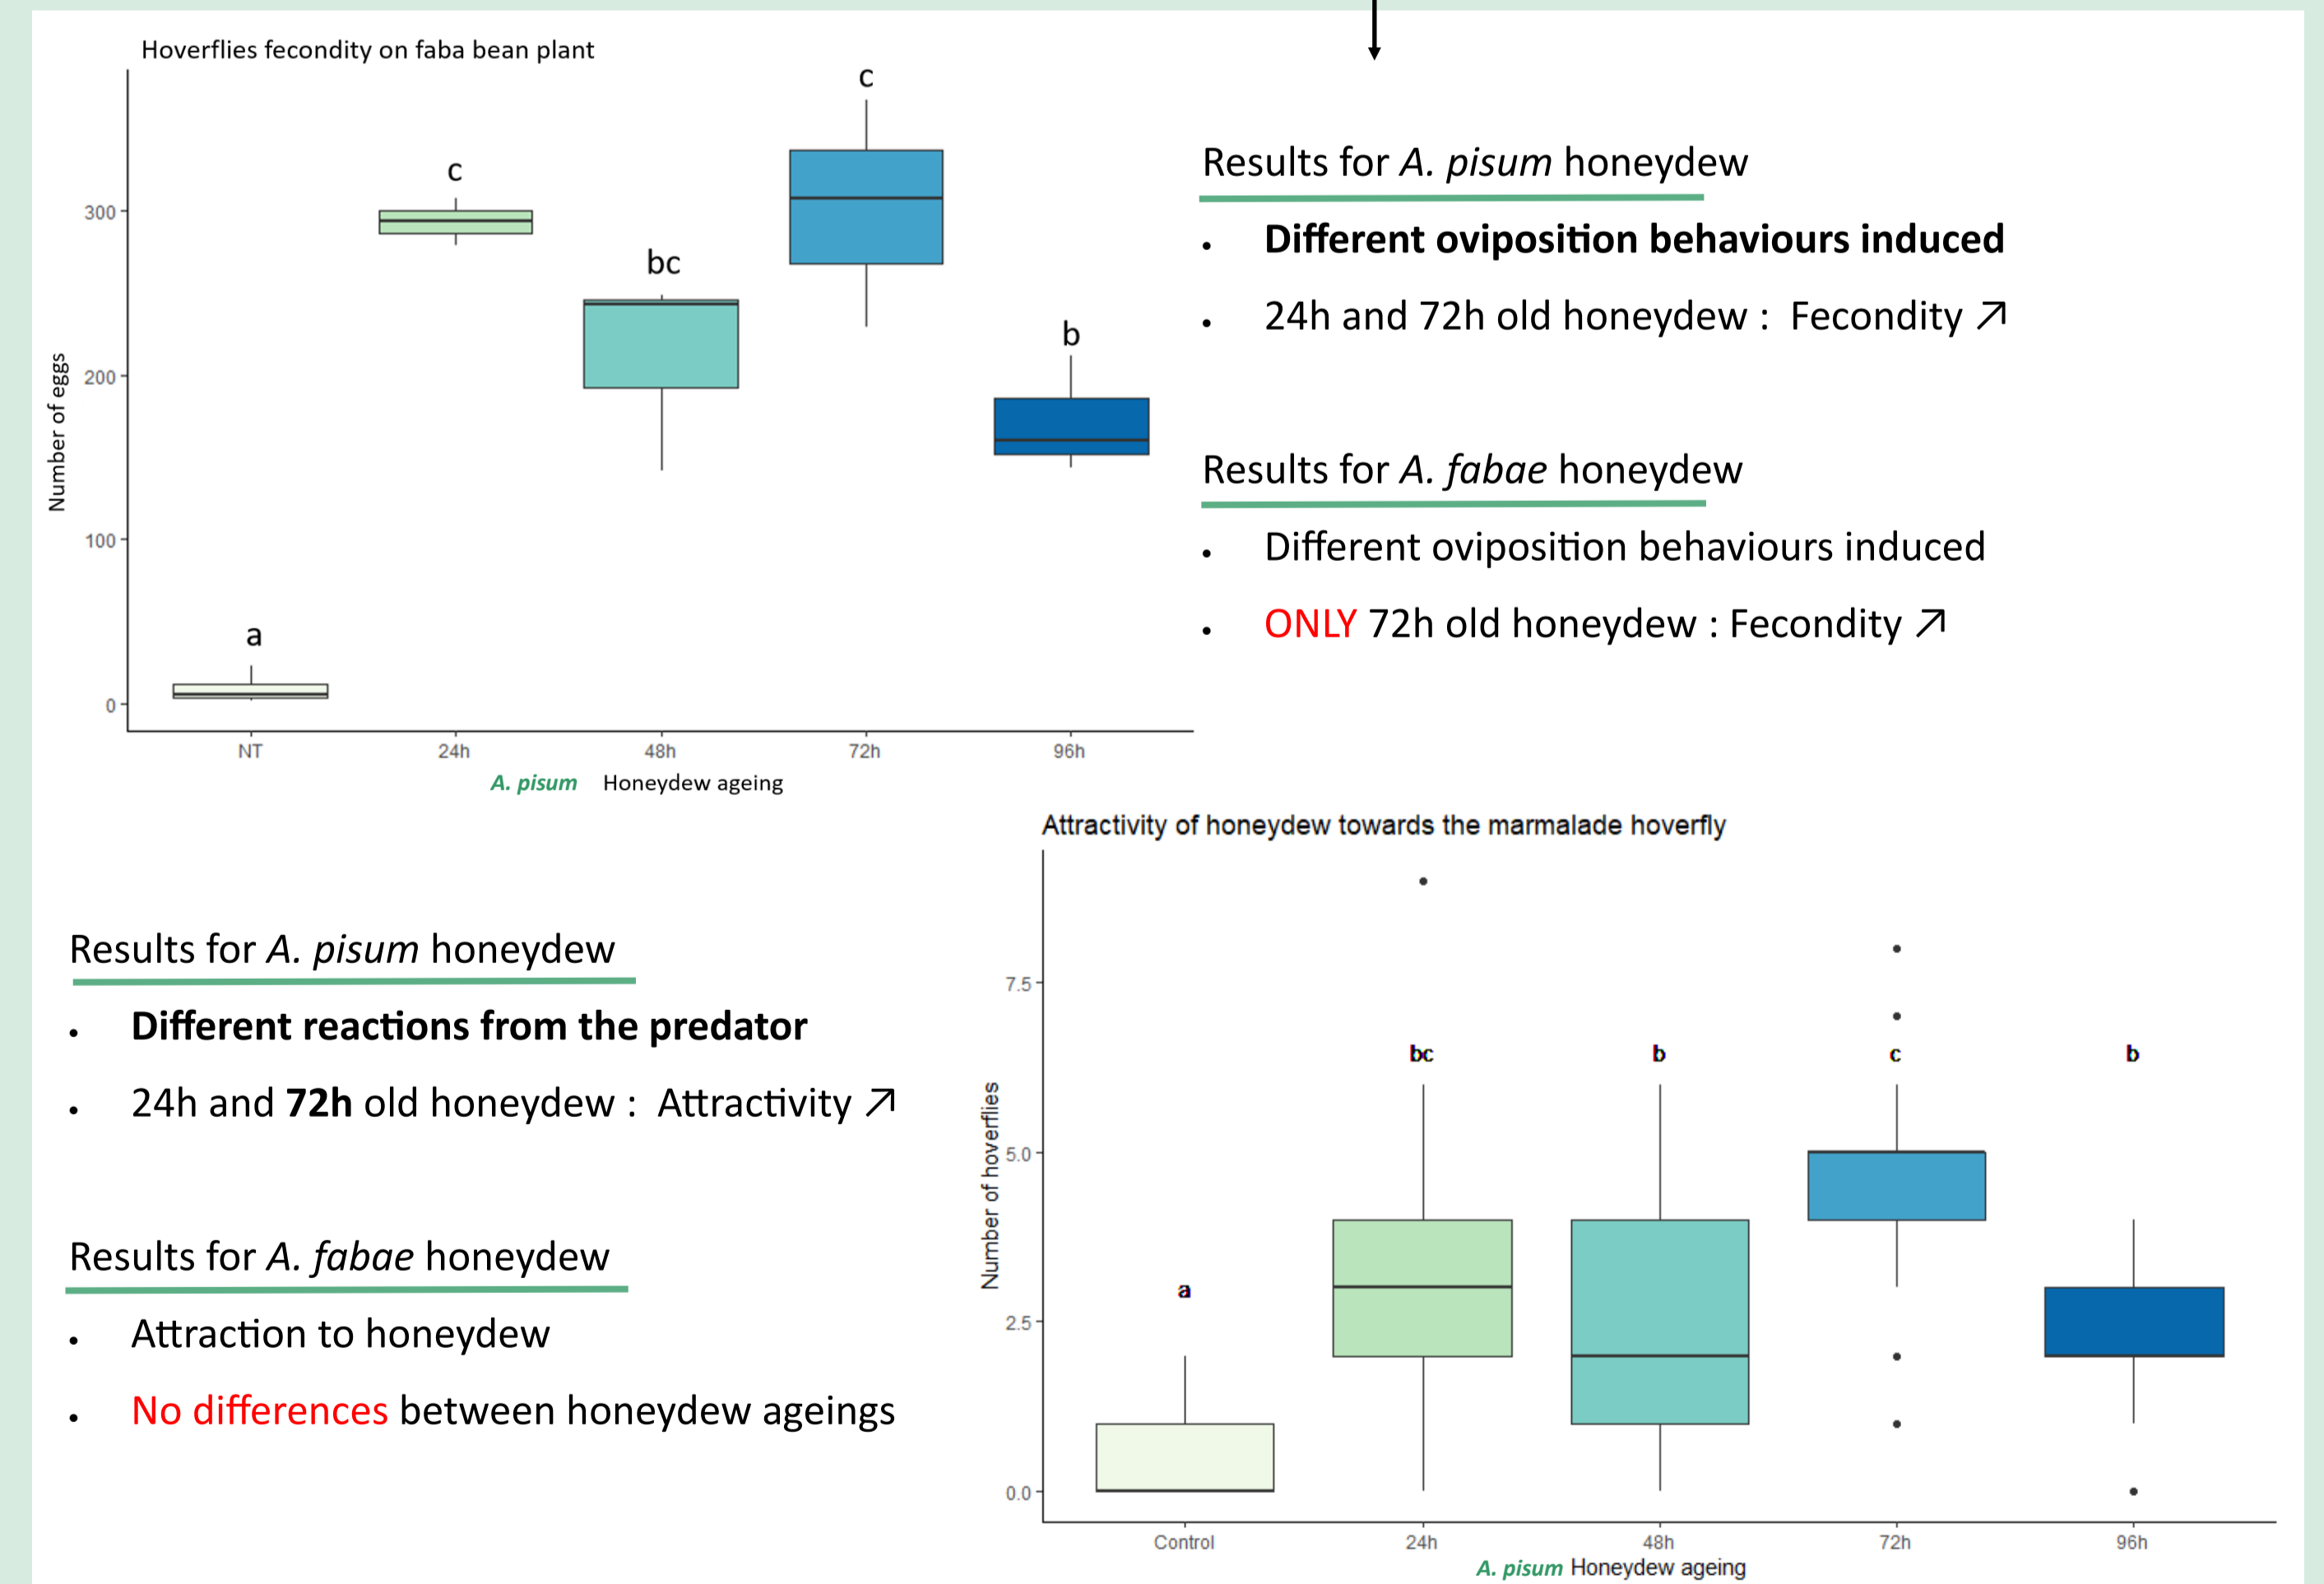 Hoverflies fecondity on faba bean plant
c
c
bc
b
a
Number of eggs
300
200
100
0
NT 24h 48h 72h 96h
A. pisum Honeydew ageing
Results for A. pisum honeydew
• Different oviposition behaviours induced
• 24h and 72h old honeydew : Fecondity ↗
Results for A. fabae honeydew
• Different oviposition behaviours induced
• ONLY 72h old honeydew : Fecondity ↗
Results for A. pisum honeydew
• Different reactions from the predator
• 24h and 72h old honeydew : Attractivity ↗
Results for A. fabae honeydew
• Attraction to honeydew
• No differences between honeydew ageings
Attractivity of honeydew towards the marmalade hoverfly
Number of hoverflies
7.5
5.0
2.5
0.0
bc b c b
a
Control 24h 48h 72h 96h
A. pisum Honeydew ageing